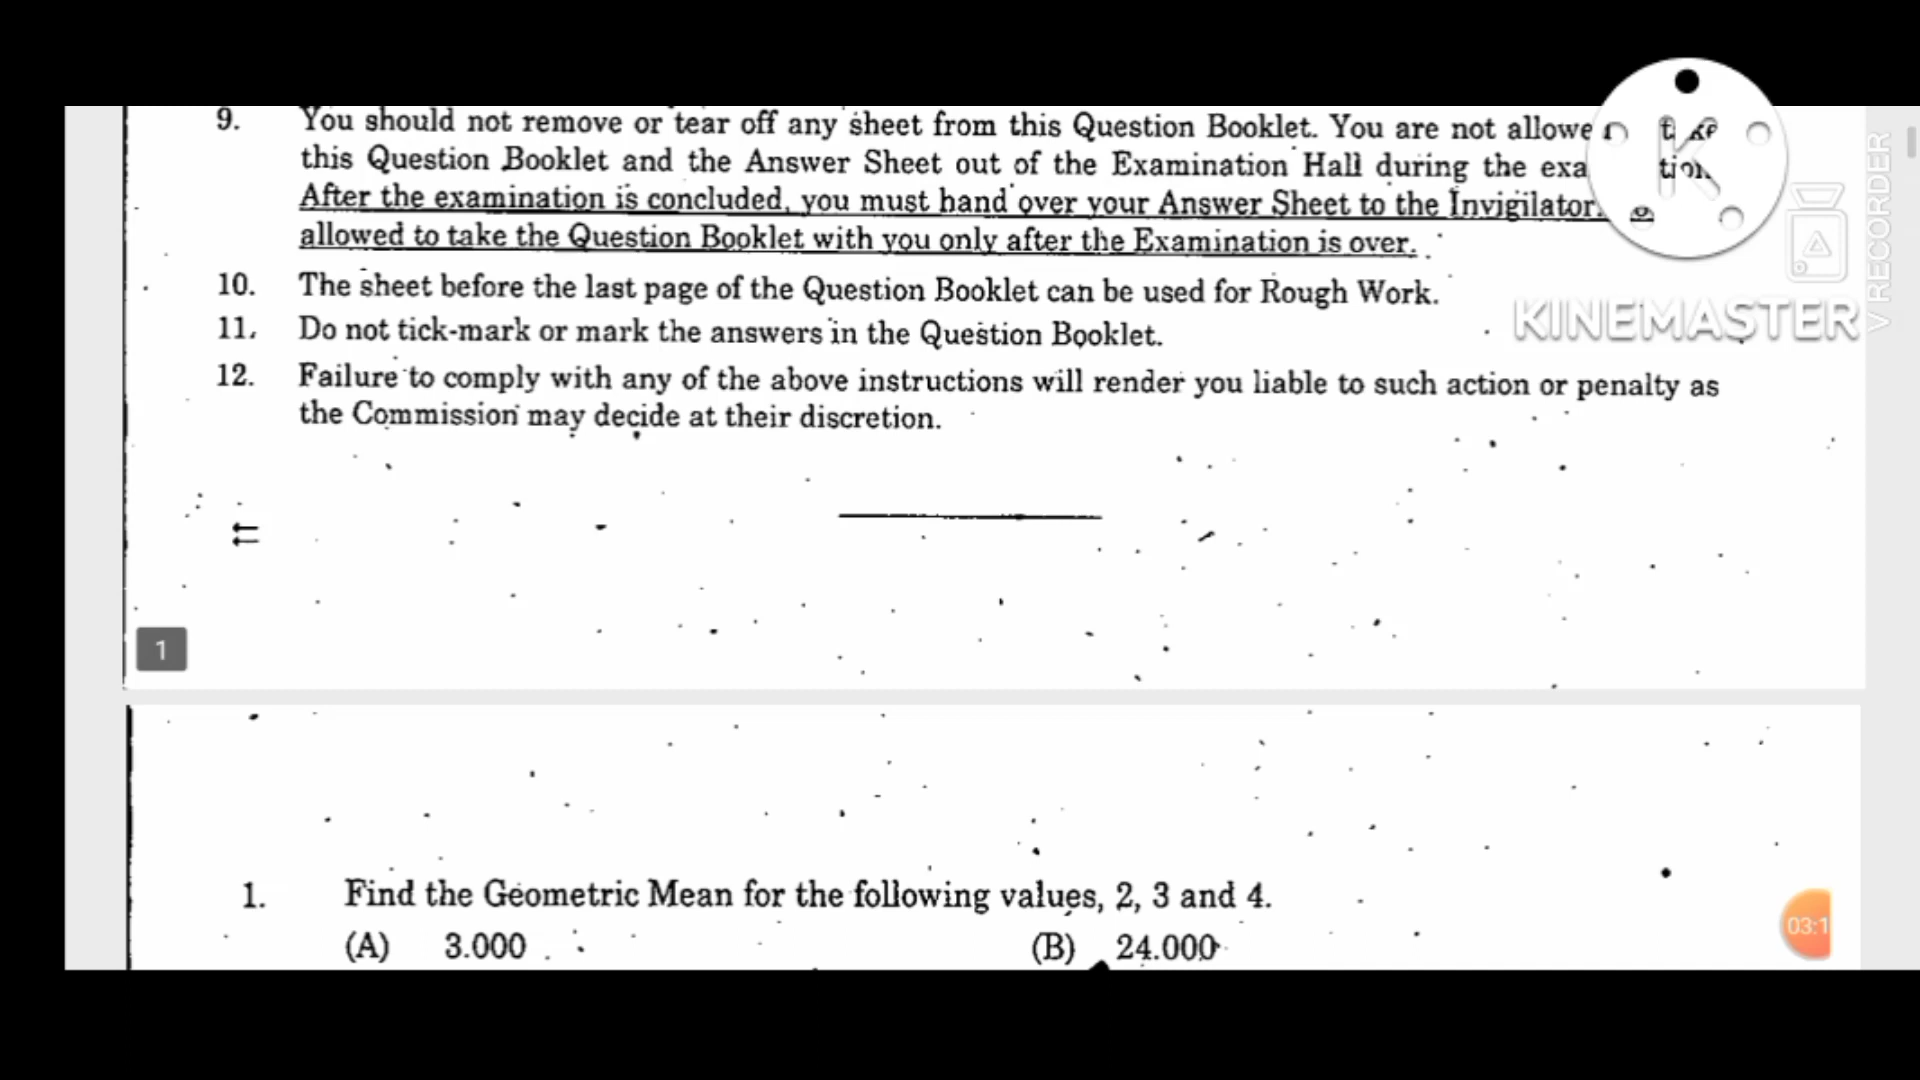 9. You should not remove or tear off any sheet from this Question Booklet. You are not
this Question Booklet and the Answer Sheet out of the Examination Hall during the
After the examination is concluded, you must hand over your Answer Sheet to the Invigilator.
allowed to take the Question Booklet with you only after the Examination is over.
10. The sheet before the last page of the Question Booklet can be used for Rough Work.
11. Do not tick-mark or mark the answers in the Question Booklet.
12. Failure to comply with any of the above instructions will render you liable to such action or penalty as
the Commission may decide at their discretion.
1
1. Find the Geometric Mean for the following values, 2, 3 and 4.
(A) 3.000 (B) 24.000
K
KINEMASTER
V RECORDER
03:1